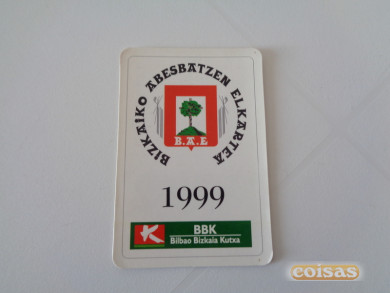 BIZKAIKO ABESBATZEN ELKARTEA
B.A.E
1999
K
BBK
Bilbao Bizkaia Kutxa
coisas